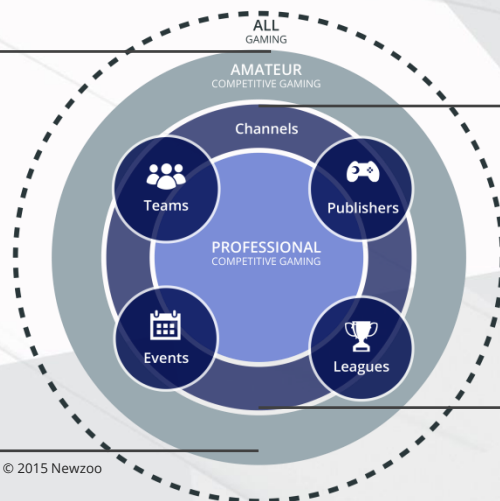 ALL
GAMING
AMATEUR
COMPETITIVE GAMING
Channels
Teams
Publishers
PROFESSIONAL
COMPETITIVE GAMING
Events
Leagues
© 2015 Newzoo